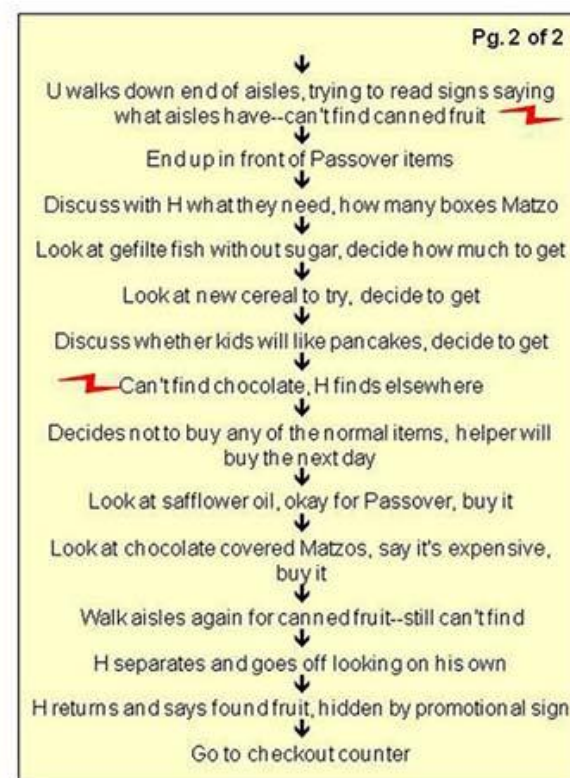 Pg. 2 of 2
U walks down end of aisles, trying to read signs saying
what aisles have--can't find canned fruit
End up in front of Passover items
Discuss with H what they need, how many boxes Matzo
Look at gefilte fish without sugar, decide how much to get
Look at new cereal to try, decide to get
Discuss whether kids will like pancakes, decide to get
Can't find chocolate, H finds elsewhere
Decides not to buy any of the normal items, helper will
buy the next day
Look at safflower oil, okay for Passover, buy it
Look at chocolate covered Matzos, say it's expensive,
buy it
Walk aisles again for canned fruit--still can't find
H separates and goes off looking on his own
H returns and says found fruit, hidden by promotional sign
Go to checkout counter